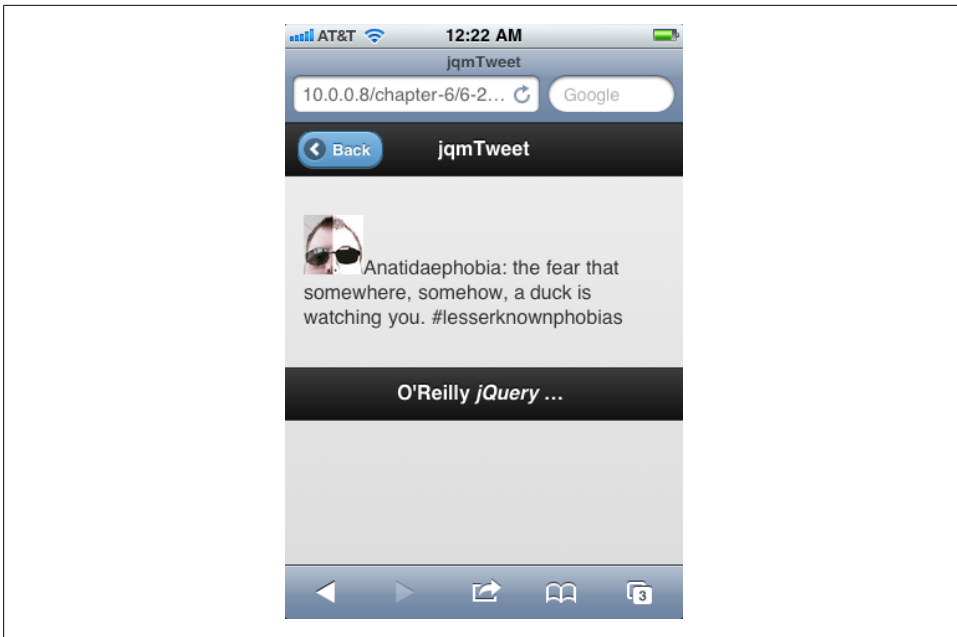 AT&T 12:22 AM
jqmTweet
10.0.0.8/chapter-6/6-2... Google
Back jqmTweet
Anatidaephobia: the fear that
somewhere, somehow, a duck is
watching you. #lesserknownphobias
O'Reilly jQuery ...
3